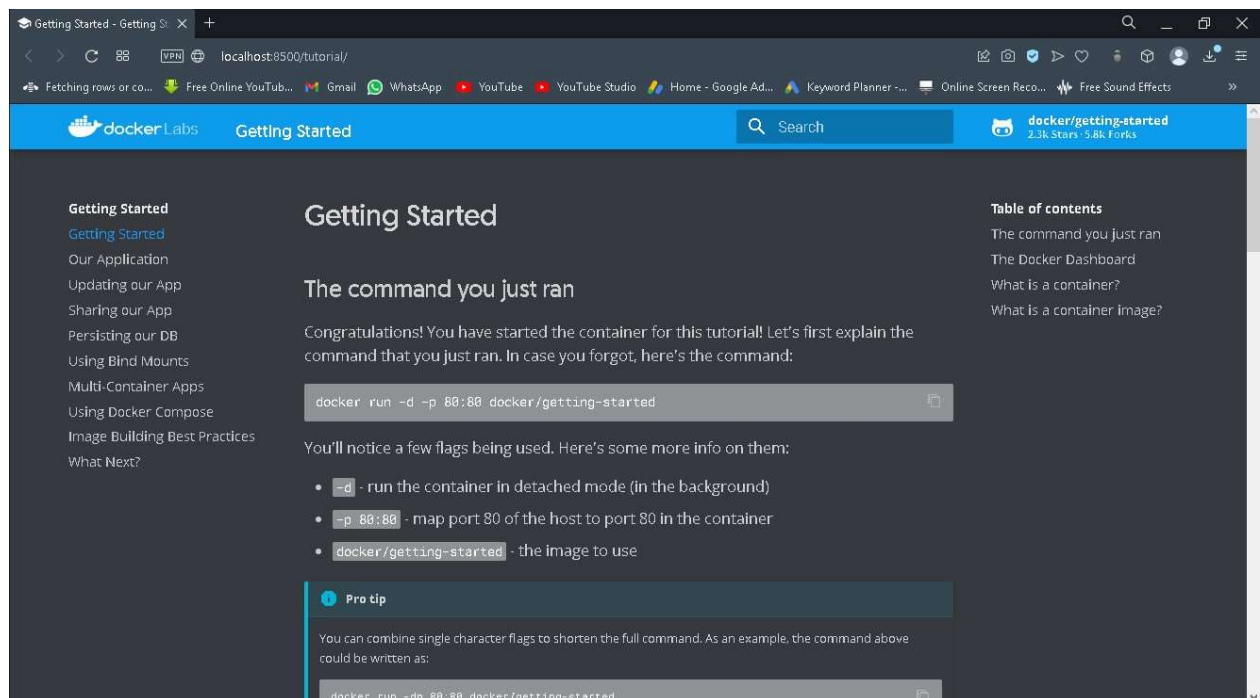 Getting Started - Getting St
VPN localhost:8500/tutorial/
Fetching rows or co... Free Online YouTub... Gmail WhatsApp YouTube YouTube Studio Home - Google Ad... Keyword Planner -... Online Screen Reco... Free Sound Effects »
dockerLabs Getting Started Search docker/getting-started
2.3k Stars · 5.8k Forks
Getting Started
Getting Started
Our Application
Updating our App
Sharing our App
Persisting our DB
Using Bind Mounts
Multi-Container Apps
Using Docker Compose
Image Building Best Practices
What Next?
Getting Started
The command you just ran
Congratulations! You have started the container for this tutorial! Let's first explain the
command that you just ran. In case you forgot, here's the command:
docker run -d -p 80:80 docker/getting-started
You'll notice a few flags being used. Here's some more info on them:
• -d - run the container in detached mode (in the background)
• -p 80:80 - map port 80 of the host to port 80 in the container
• docker/getting-started - the image to use
Pro tip
You can combine single character flags to shorten the full command. As an example, the command above
could be written as:
docker run -dp 80:80 docker/getting-started
Table of contents
The command you just ran
The Docker Dashboard
What is a container?
What is a container image?